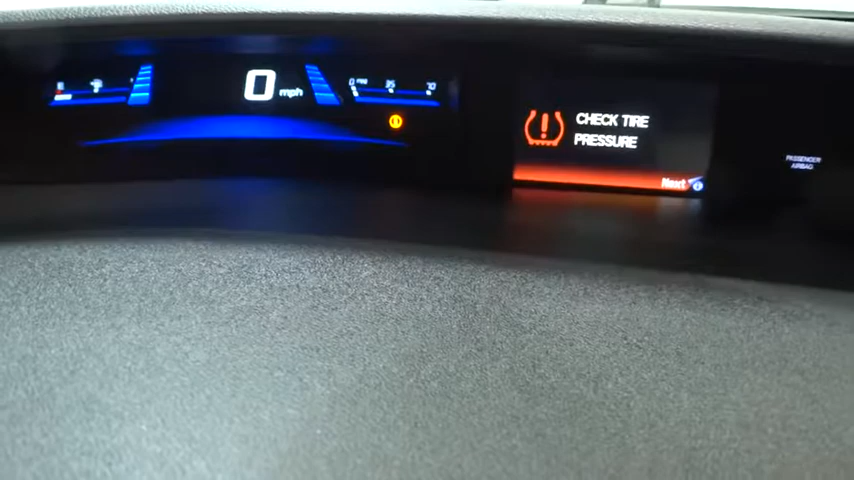 0 mph
CHECK TIRE
PRESSURE
Next
PASSENGER
AIRBAG